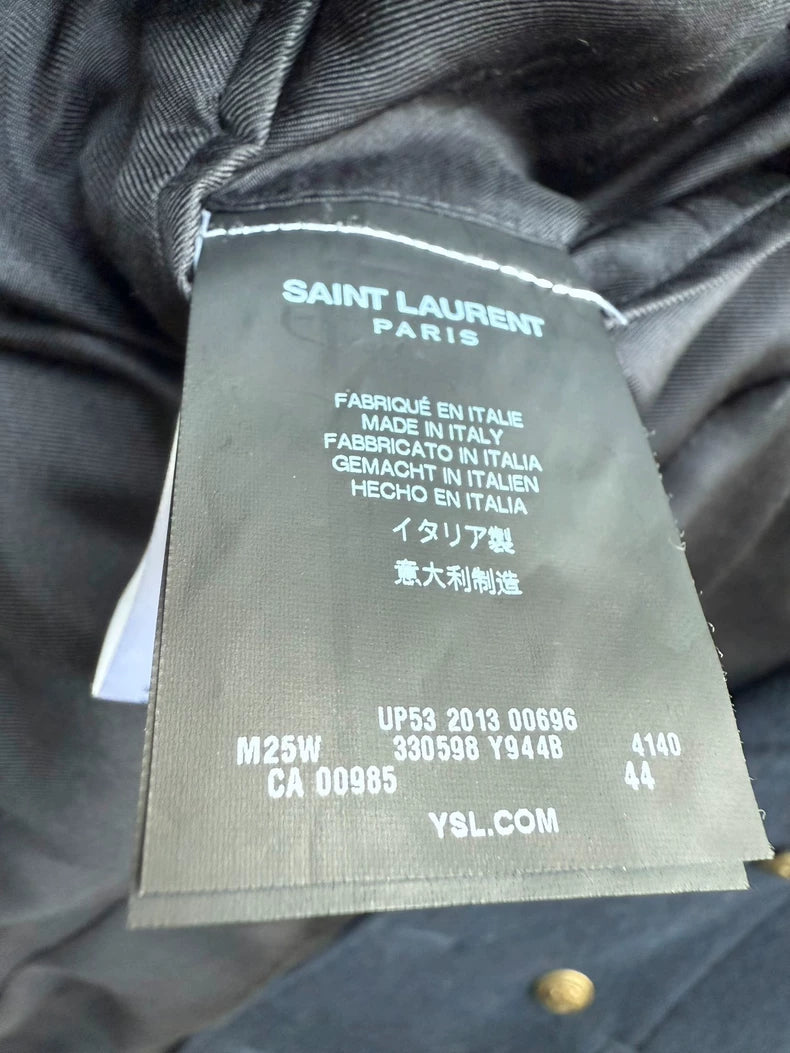 SAINT LAURENT
PARIS
FABRIQUÉ EN ITALIE
MADE IN ITALY
FABBRICATO IN ITALIA
GEMACHT IN ITALIEN
HECHO EN ITALIA
イタリア製
意大利制造
UP53 2013 00696
M25W 330598 Y944B 4140
CA 00985 44
YSL.COM